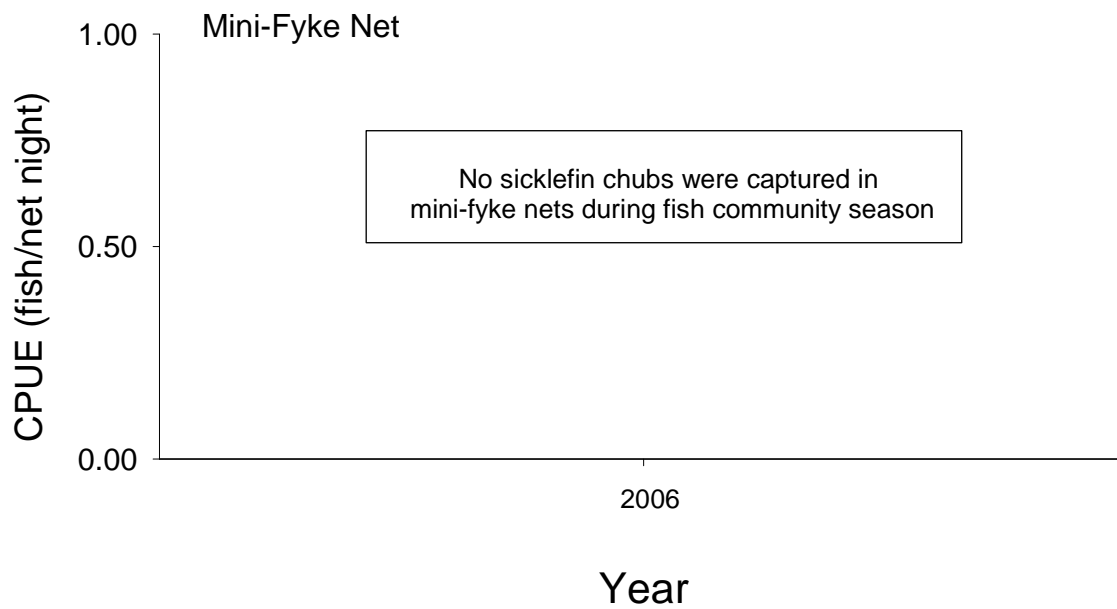 Mini-Fyke Net
1.00
0.50
0.00
CPUE (fish/net night)
No sicklefin chubs were captured in
mini-fyke nets during fish community season
2006
Year